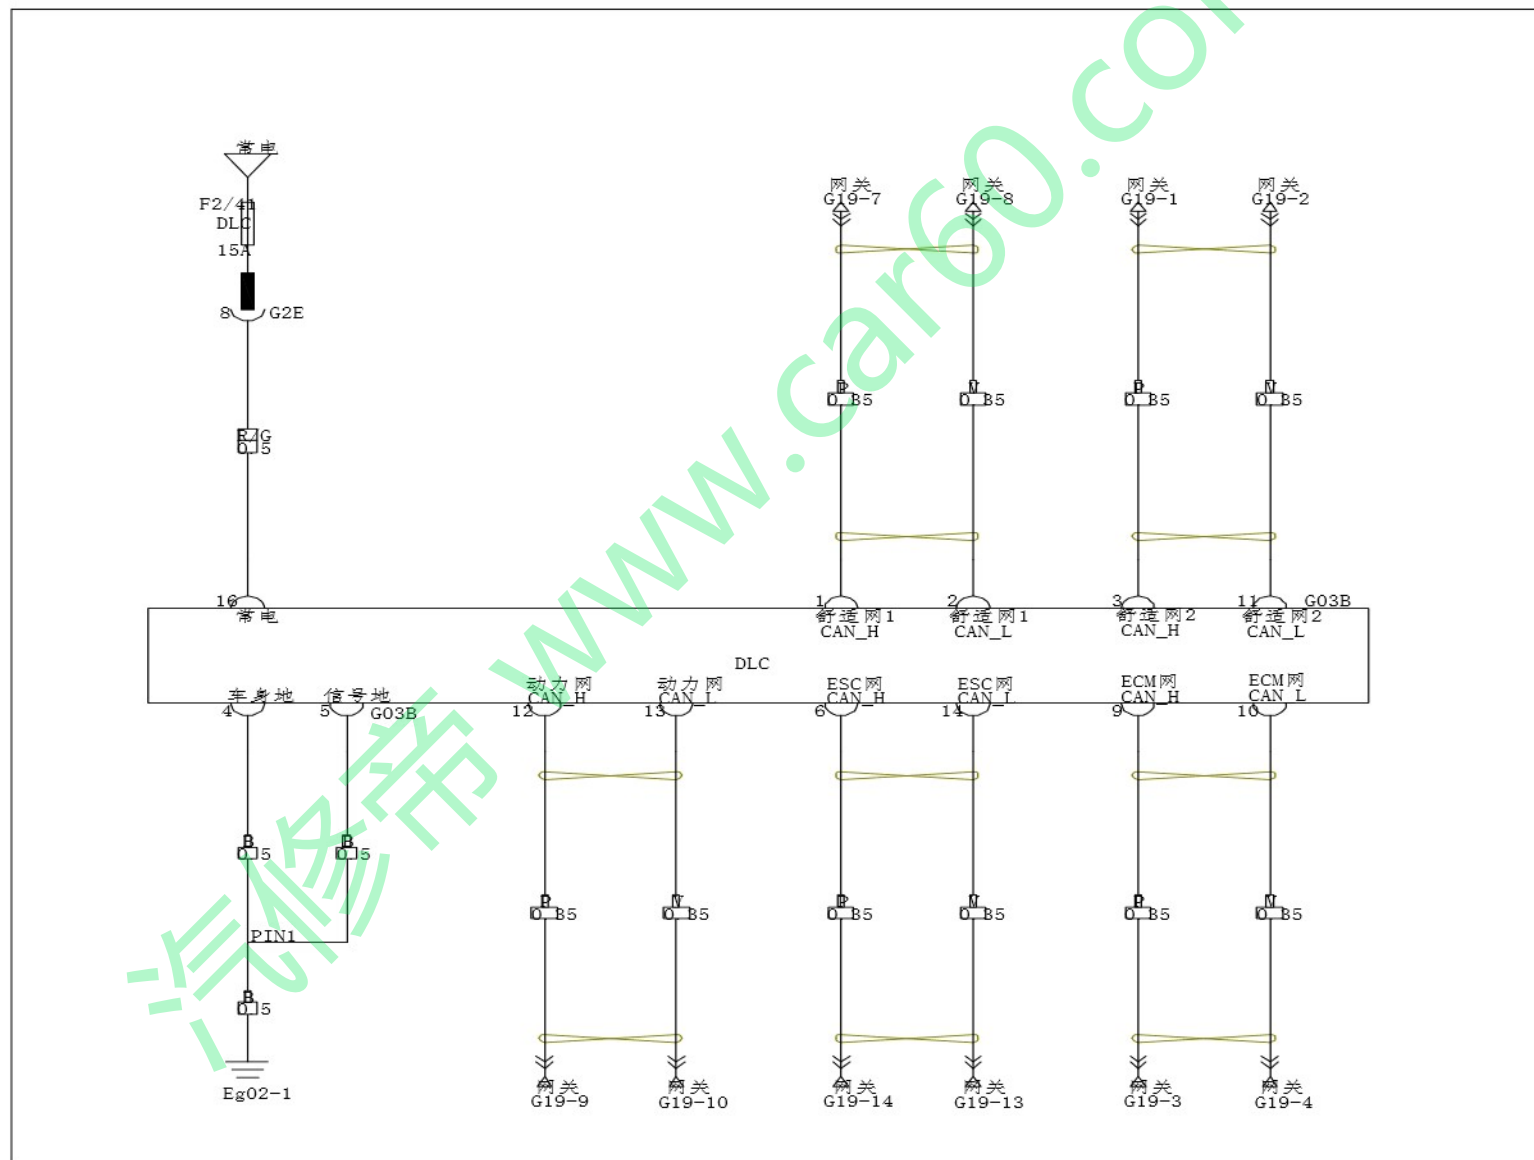 常电
F2/41
DLC
15A
8 G2E
R/G
0.5
16
常电
网关
G19-7
网关
G19-8
网关
G19-1
网关
G19-2
P
0.35
V
0.35
P
0.35
V
0.35
1
舒适网1
CAN_H
2
舒适网1
CAN_L
3
舒适网2
CAN_H
11
舒适网2
CAN_L
G03B
DLC
车身地
4
信号地
5
G03B
动力网
CAN_H
12
动力网
CAN_L
13
ESC网
CAN_H
6
ESC网
CAN_L
14
ECM网
CAN_H
9
ECM网
CAN_L
10
B
0.5
B
0.5
PIN1
B
0.5
Eg02-1
P
0.35
V
0.35
P
0.35
V
0.35
P
0.35
V
0.35
网关
G19-9
网关
G19-10
网关
G19-14
网关
G19-13
网关
G19-3
网关
G19-4
汽修帝 www.car60.com